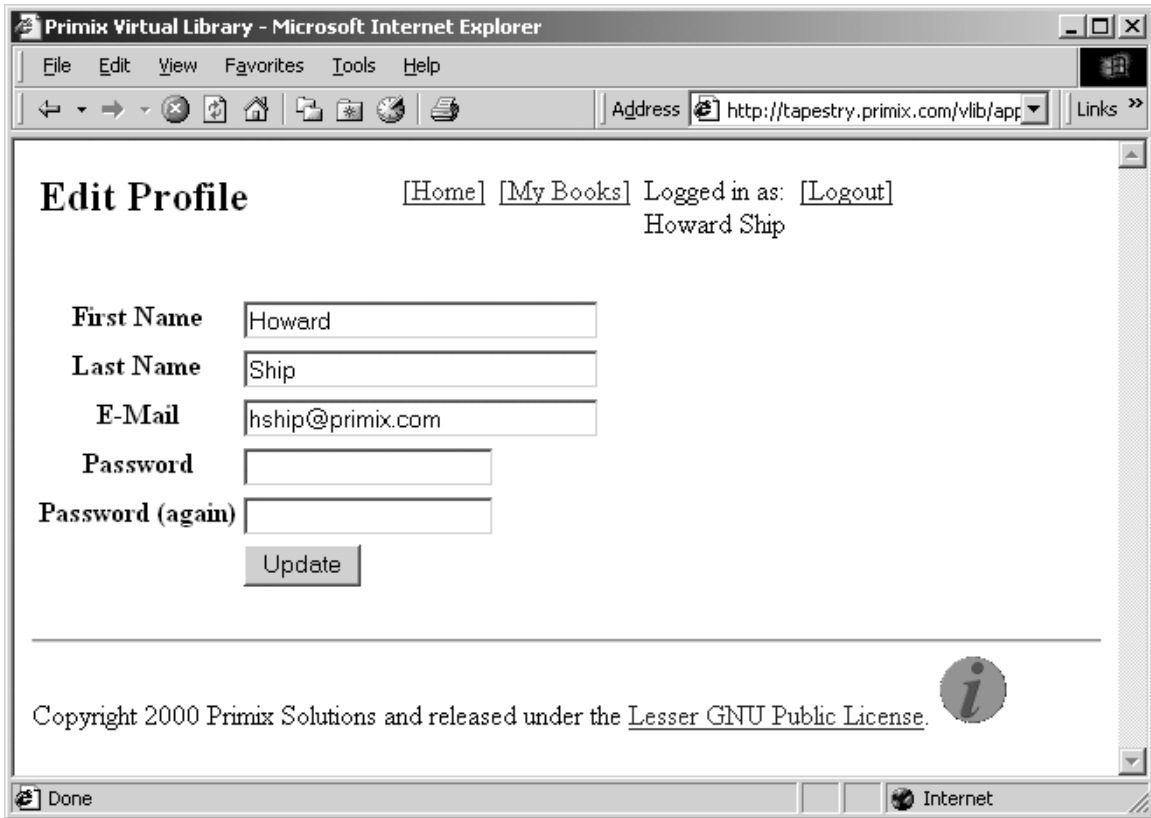 Primix Virtual Library - Microsoft Internet Explorer
File Edit View Favorites Tools Help
Address http://tapestry.primix.com/vlib/app Links »
Edit Profile [Home] [My Books] Logged in as: [Logout]
Howard Ship
First Name Howard
Last Name Ship
E-Mail hship@primix.com
Password
Password (again)
Update
Copyright 2000 Primix Solutions and released under the Lesser GNU Public License. i
Done Internet